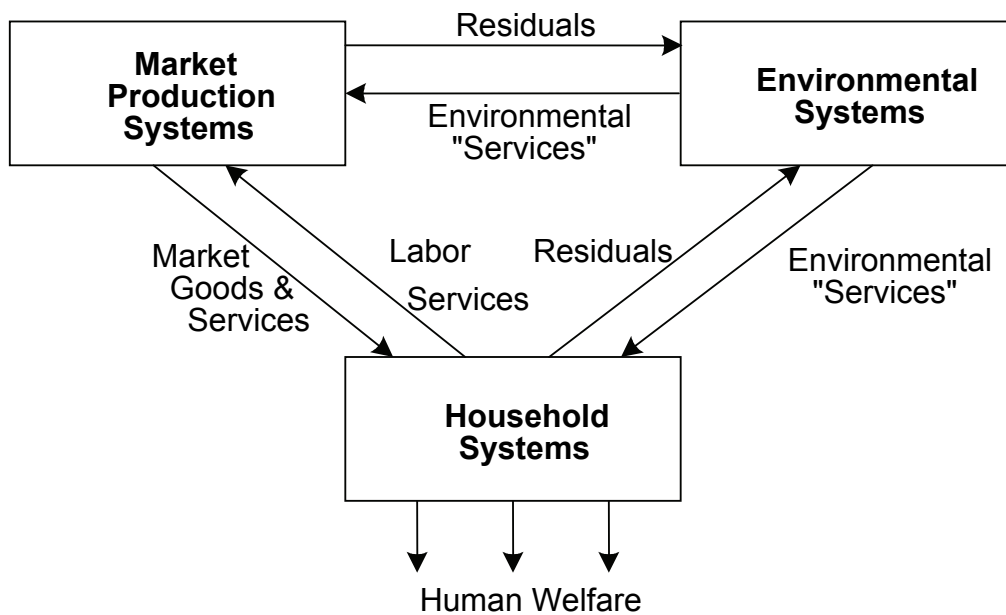 Residuals
Market
Production
Systems
Environmental
Systems
Environmental
"Services"
Market
Goods &
Services
Labor
Services
Residuals
Environmental
"Services"
Household
Systems
Human Welfare